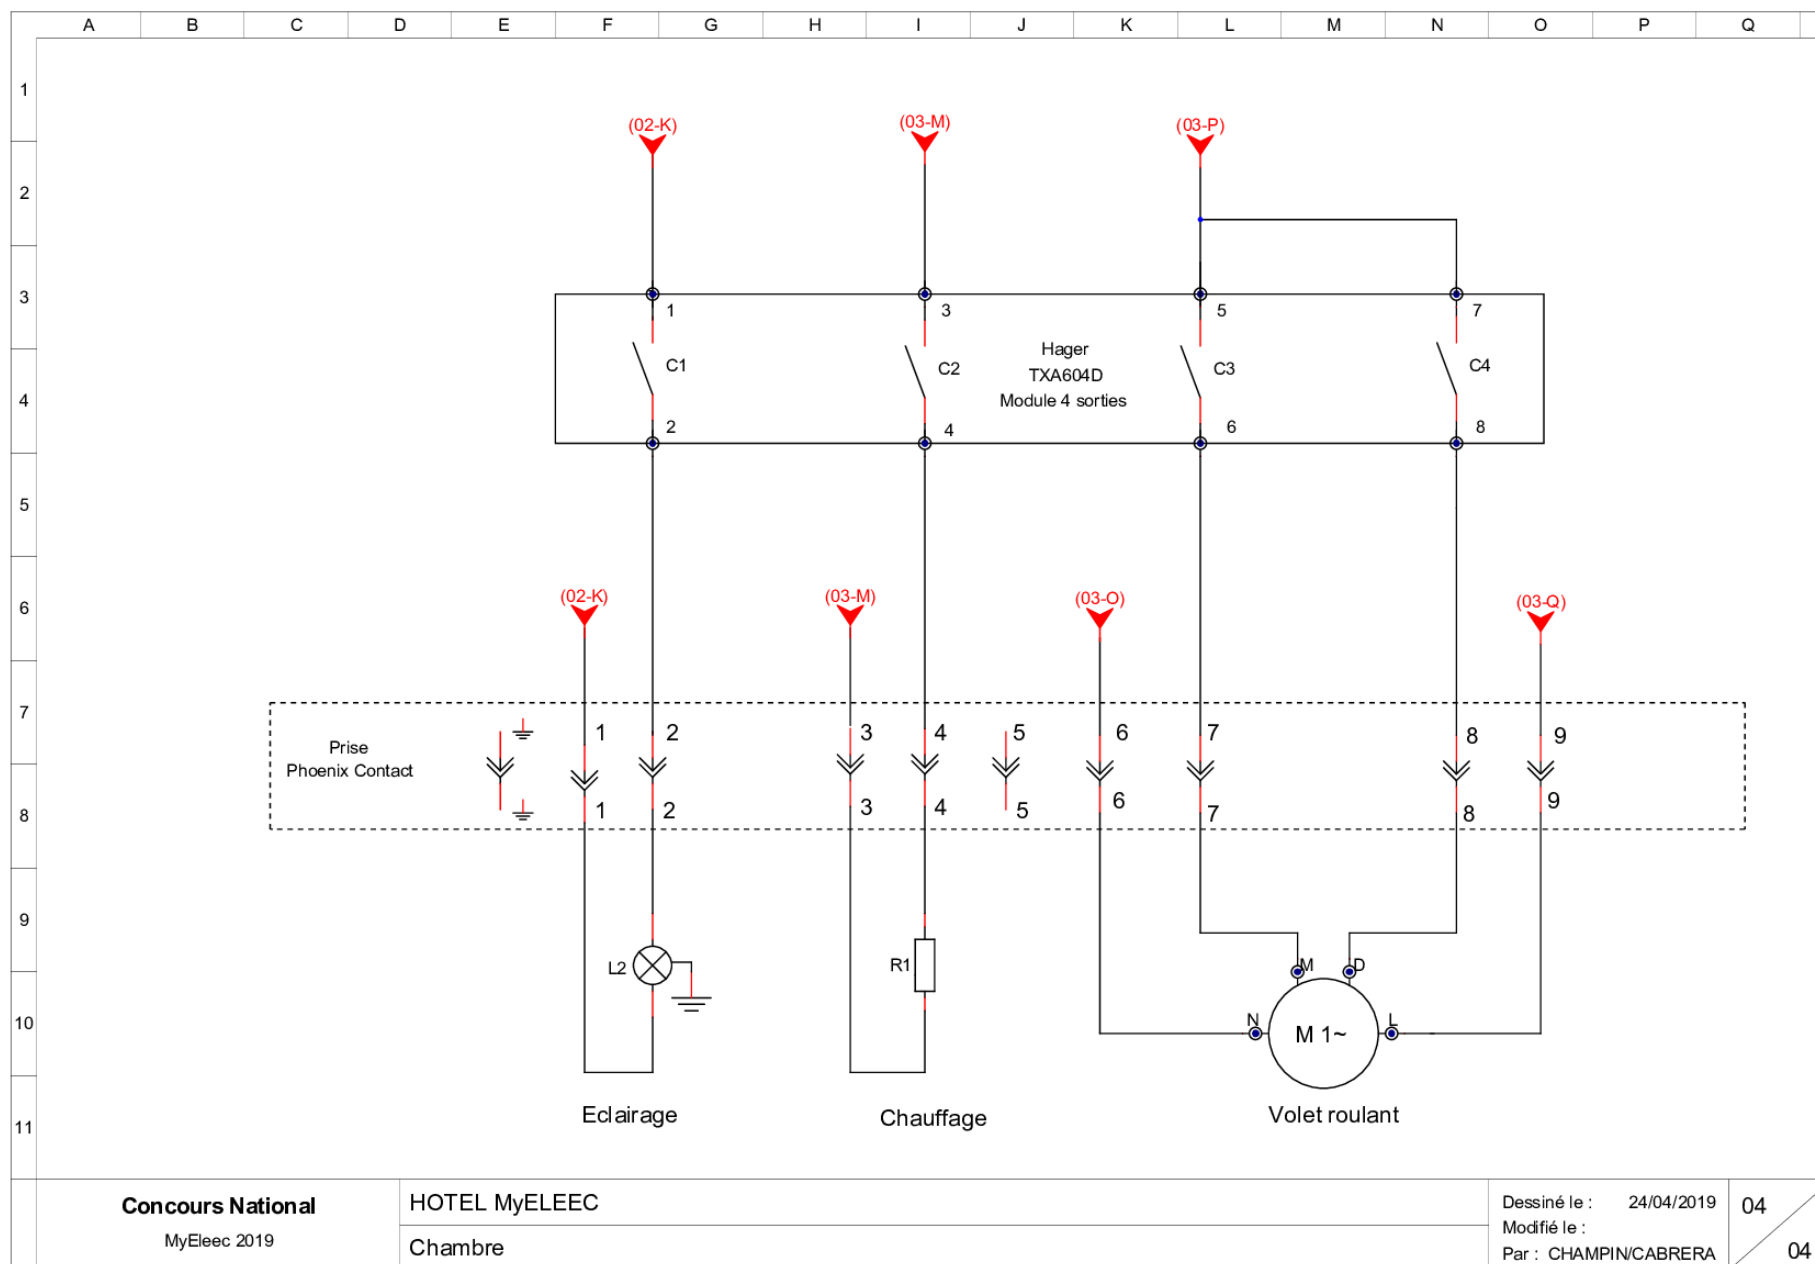 A B C D E F G H I J K L M N O P Q
1
(02-K) (03-M) (03-P)
2
3
1 3 5 7
Hager
C1 C2 TXA604D C3 C4
Module 4 sorties
4
2 4 6 8
5
6
(02-K) (03-M) (03-O) (03-Q)
7
1 2 3 4 5 6 7 8 9
Prise
Phoenix Contact
8
1 2 3 4 5 6 7 8 9
9
L2 R1 M D
10
N M 1~ L
Eclairage Chauffage Volet roulant
11
Concours National
MyEleec 2019
HOTEL MyELEEC
Chambre
Dessiné le : 24/04/2019
Modifié le :
Par : CHAMPIN/CABRERA
04
04